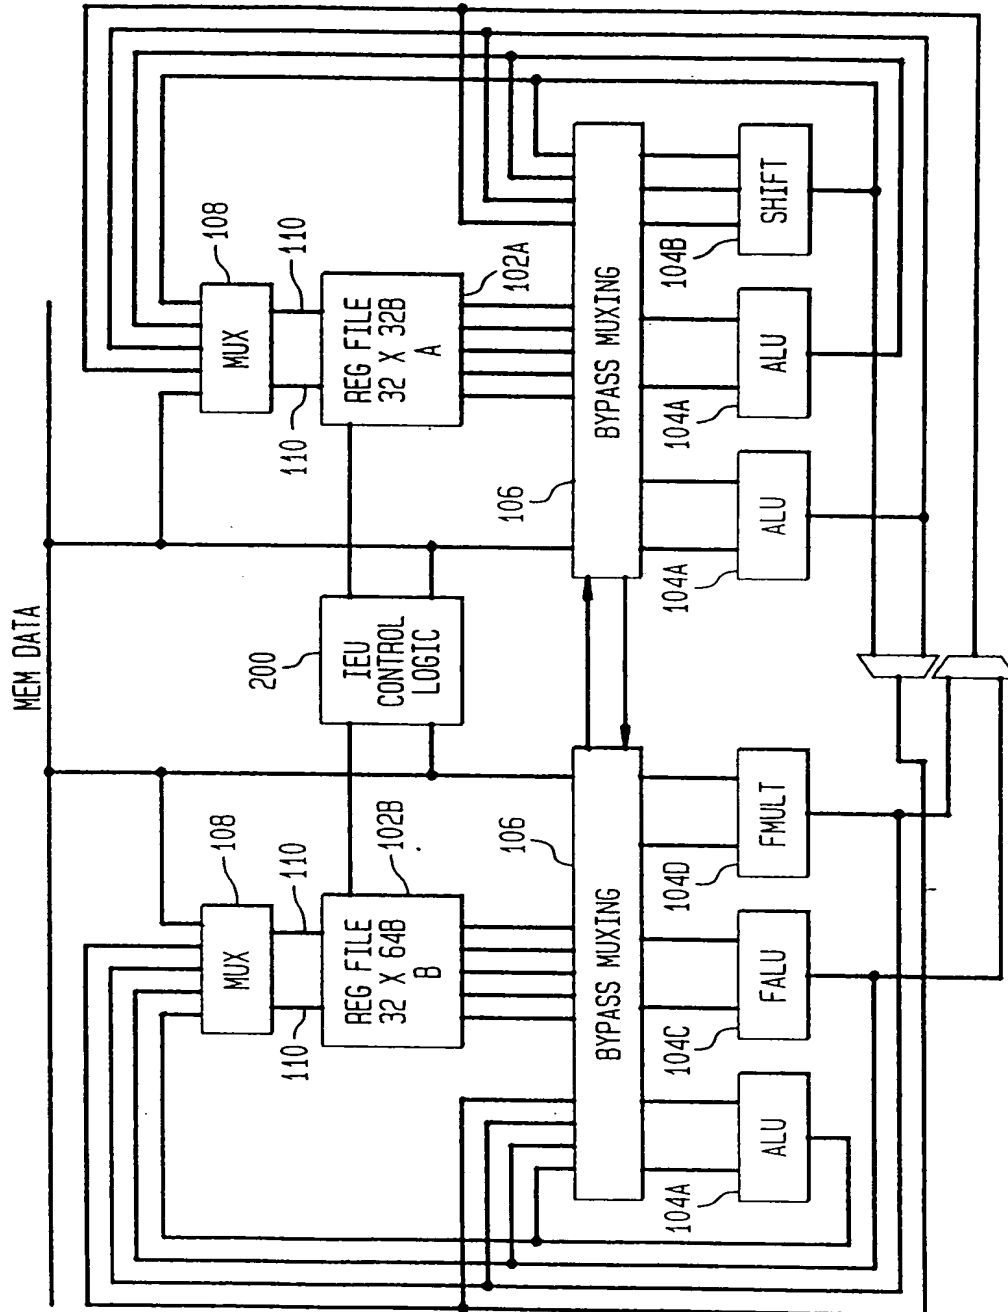 MEM DATA
108
MUX
110
110
REG FILE
32 X 64B
B
102B
200
IEU
CONTROL
LOGIC
108
MUX
110
110
REG FILE
32 X 32B
A
102A
106
BYPASS MUXING
106
BYPASS MUXING
104A
ALU
104C
FALU
104D
FMULT
104A
ALU
104A
ALU
104B
SHIFT